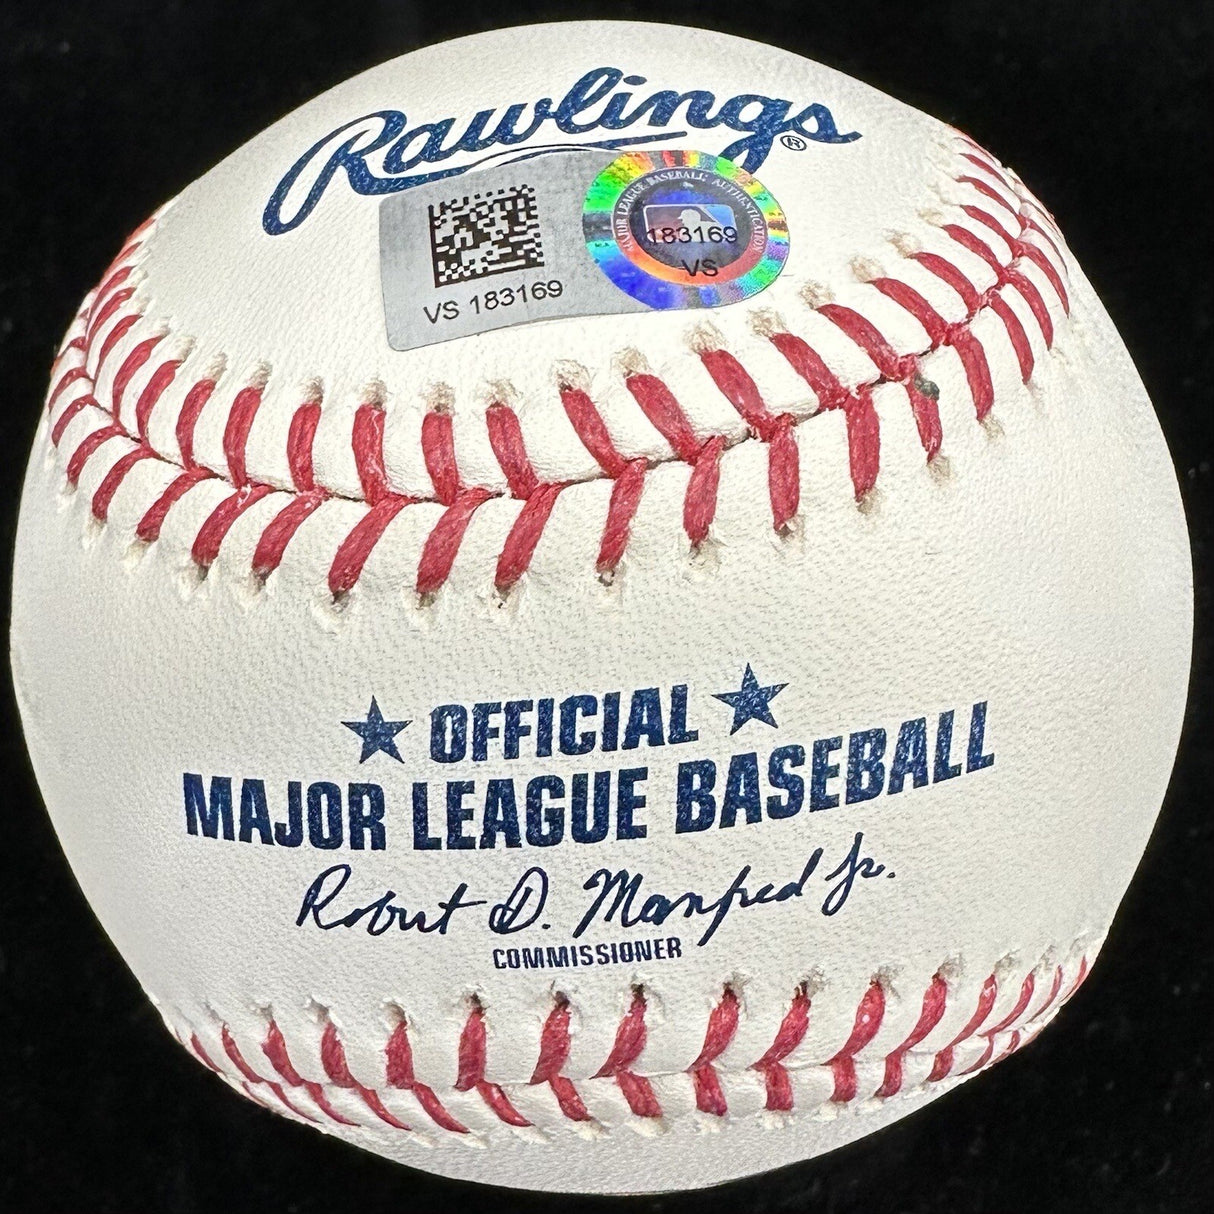 Rawlings®
MAJOR LEAGUE BASEBALL AUTHENTICATION
183169
VS
VS 183169
OFFICIAL
MAJOR LEAGUE BASEBALL
Robert D. Manfred Jr.
COMMISSIONER